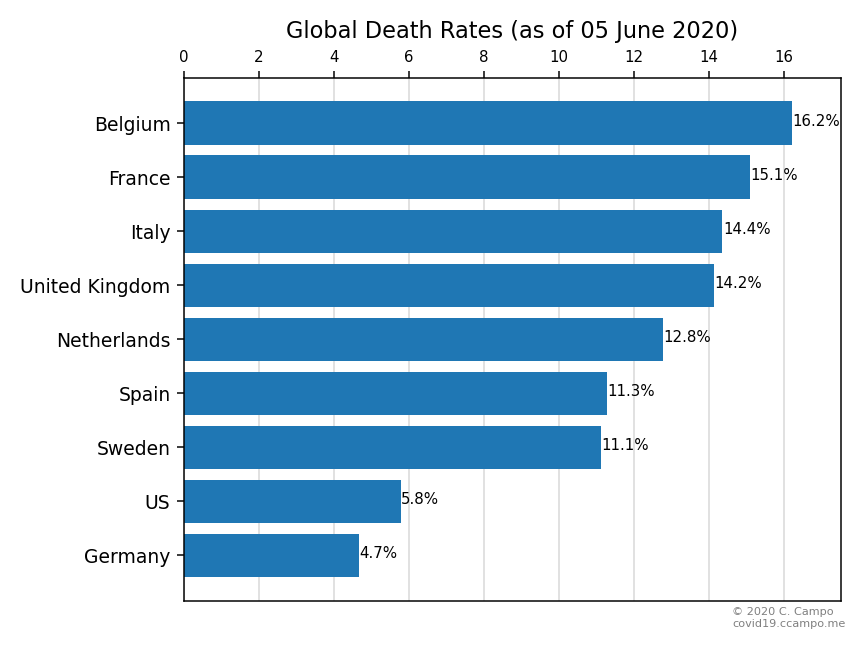 Global Death Rates (as of 05 June 2020)
0 2 4 6 8 10 12 14 16
Belgium 16.2%
France 15.1%
Italy 14.4%
United Kingdom 14.2%
Netherlands 12.8%
Spain 11.3%
Sweden 11.1%
US 5.8%
Germany 4.7%
© 2020 C. Campo
covid19.ccampo.me